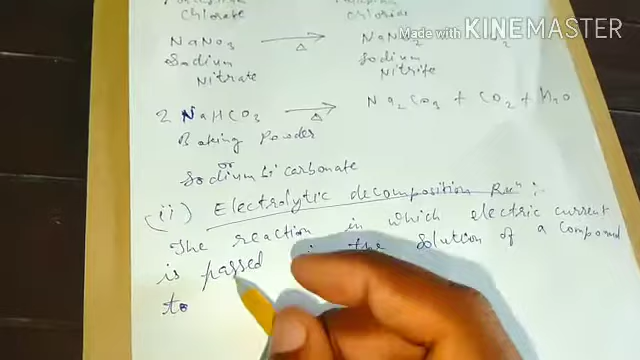 Chlorate
Made with KINEMASTER
NaNO3 → Δ
Sodium Sodium
Nitrate Nitrite
2 NaHCO3 → Δ Na2CO3 + CO2 + H2O
Baking Powder
or
Sodium bi carbonate
(ii) Electrolytic decomposition Rxn :-
The reaction in which electric current
is passed the solution of a compound
to